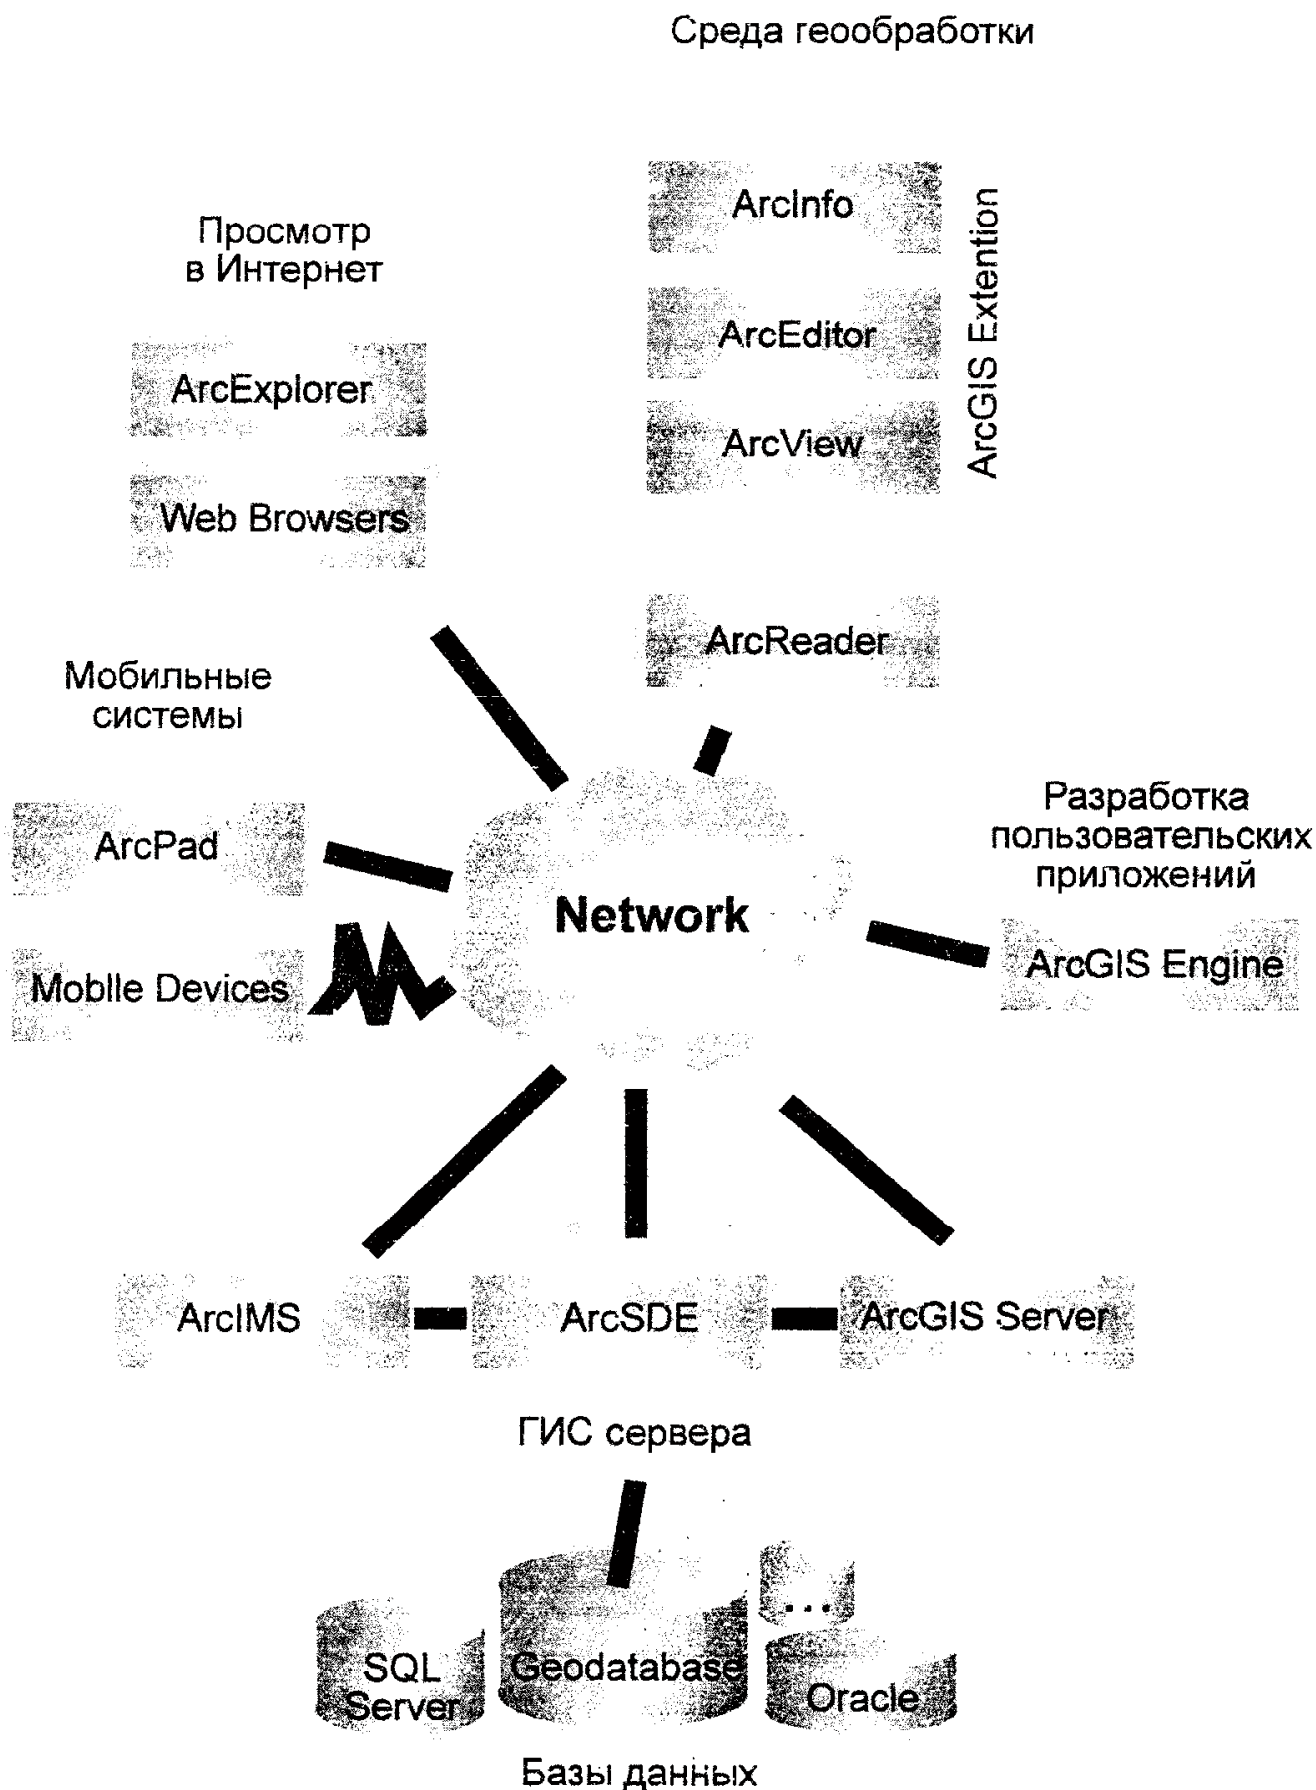 Среда геообработки
ArcInfo
ArcEditor
ArcView
ArcGIS Extention
ArcReader
Просмотр
в Интернет
ArcExplorer
Web Browsers
Мобильные
системы
ArcPad
Mobile Devices
Network
Разработка
пользовательских
приложений
ArcGIS Engine
ArcIMS
ArcSDE
ArcGIS Server
ГИС сервера
SQL
Server
Geodatabase
...
Oracle
Базы данных